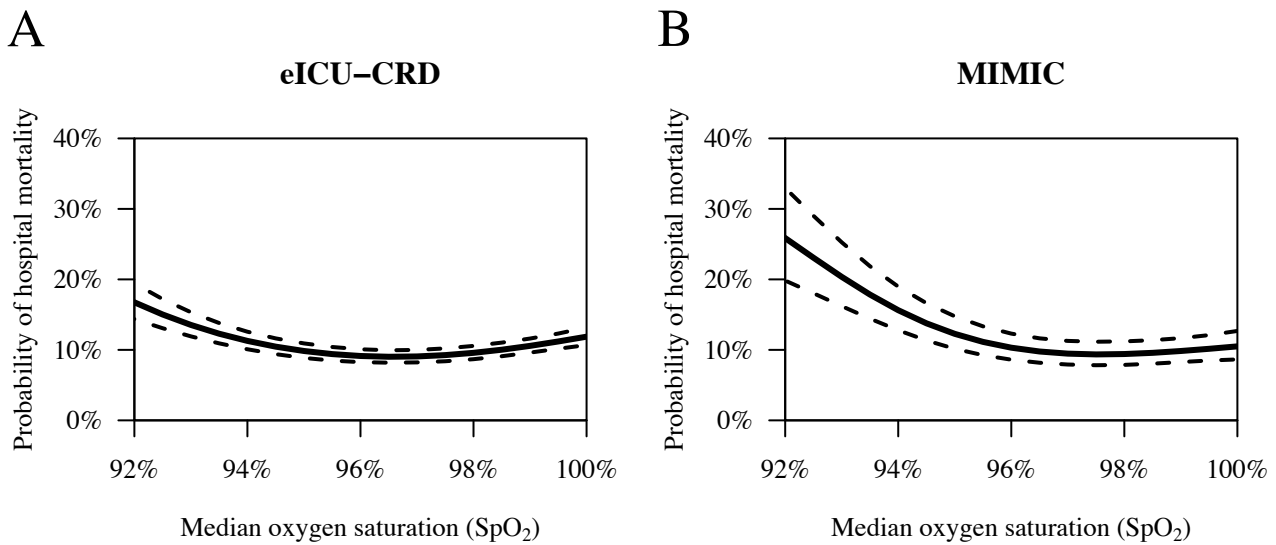 A
eICU−CRD
Probability of hospital mortality
40%
30%
20%
10%
0%
92%
94%
96%
98%
100%
Median oxygen saturation (SpO₂)
B
MIMIC
Probability of hospital mortality
40%
30%
20%
10%
0%
92%
94%
96%
98%
100%
Median oxygen saturation (SpO₂)